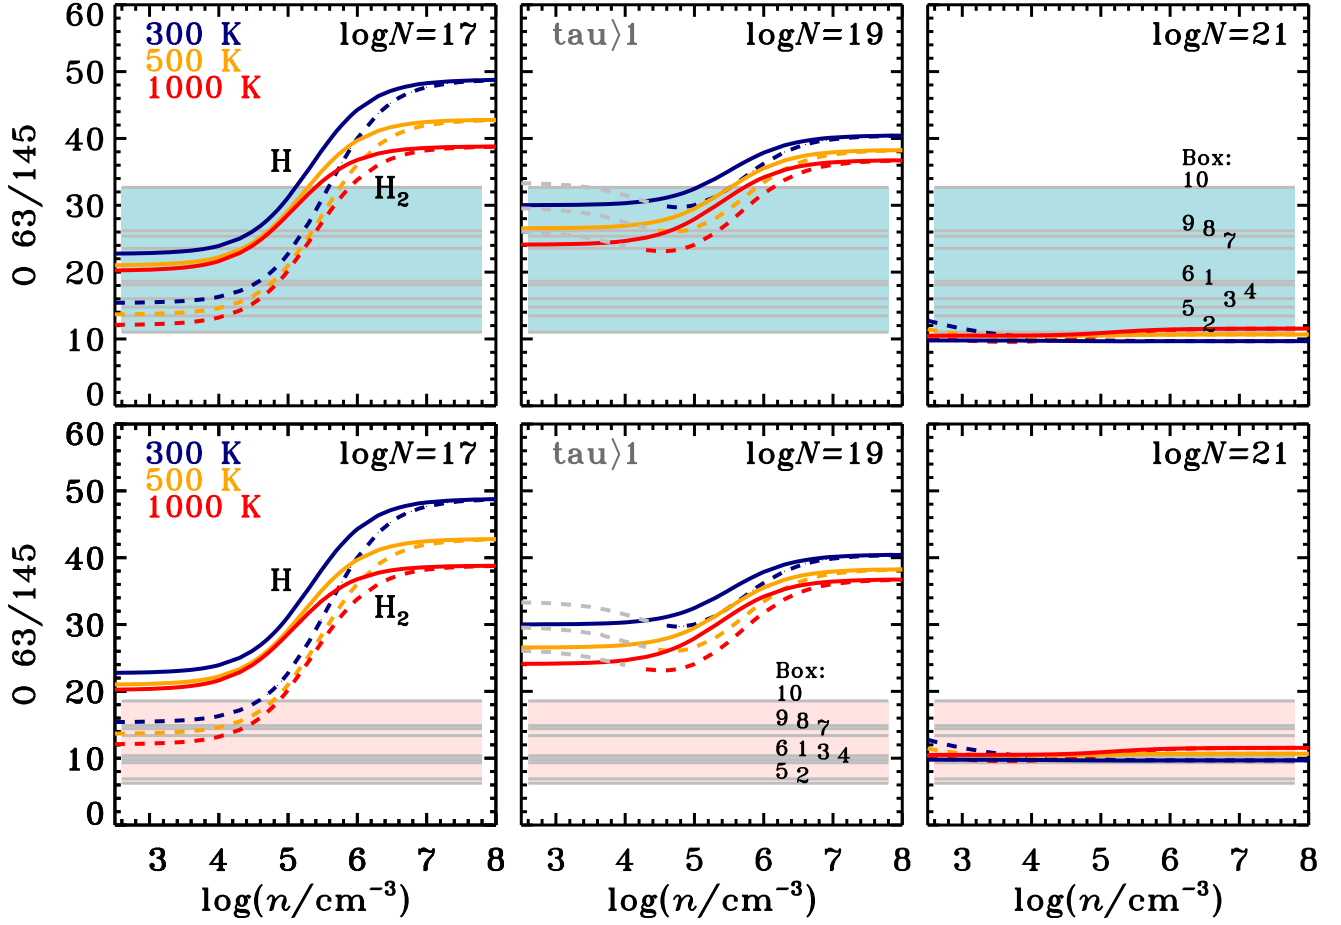 60
50
40
30
20
10
0
O 63/145
300 K
500 K
1000 K
logN=17
H
H2
tau⟩1
logN=19
logN=21
Box:
10
9 8 7
6 1
3 4
5
2
60
50
40
30
20
10
0
O 63/145
300 K
500 K
1000 K
logN=17
H
H2
tau⟩1
logN=19
Box:
10
9 8 7
6 1 3 4
5 2
logN=21
3 4 5 6 7 8
3 4 5 6 7 8
3 4 5 6 7 8
log(n/cm⁻³)
log(n/cm⁻³)
log(n/cm⁻³)